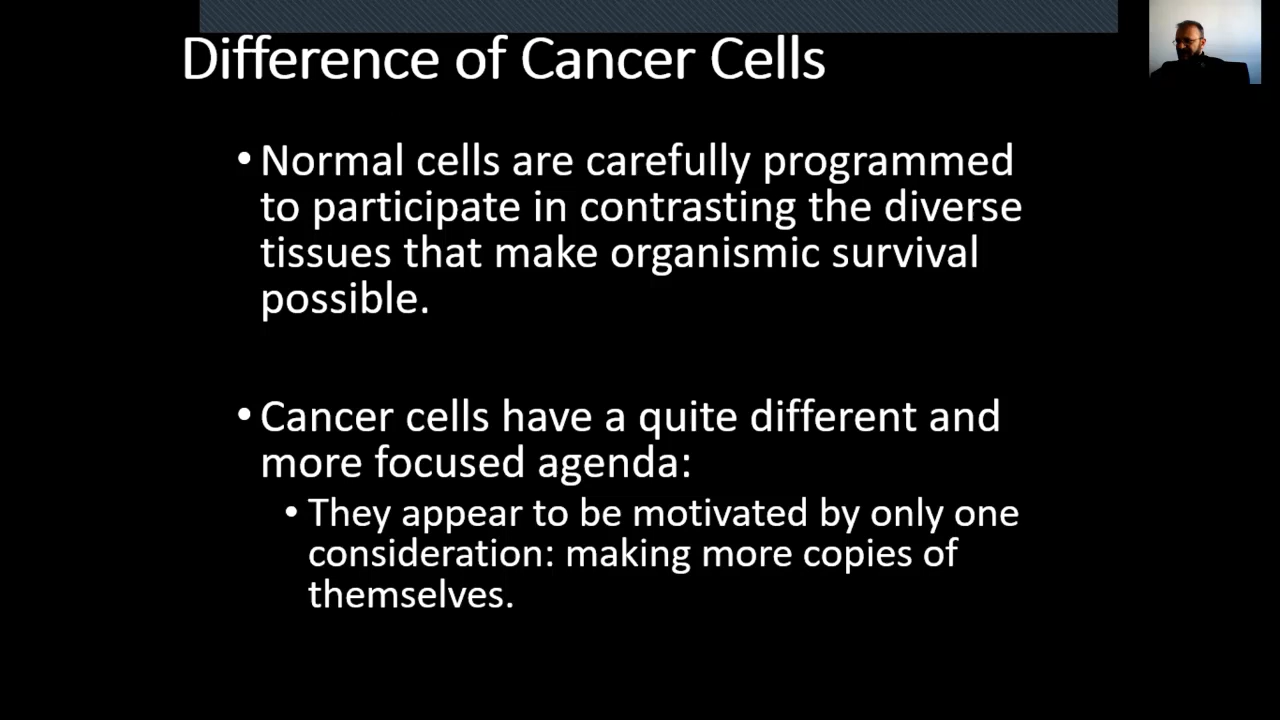 Difference of Cancer Cells
• Normal cells are carefully programmed
to participate in contrasting the diverse
tissues that make organismic survival
possible.
• Cancer cells have a quite different and
more focused agenda:
• They appear to be motivated by only one
consideration: making more copies of
themselves.